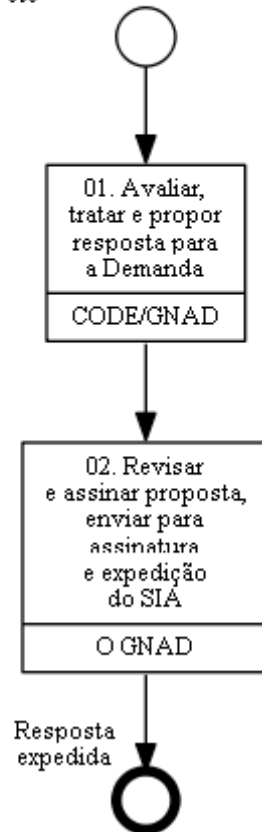 01. Avaliar,
tratar e propor
resposta para
a Demanda
CODE/GNAD
02. Revisar
e assinar proposta,
enviar para
assinatura
e expedição
do SIA
O GNAD
Resposta
expedida